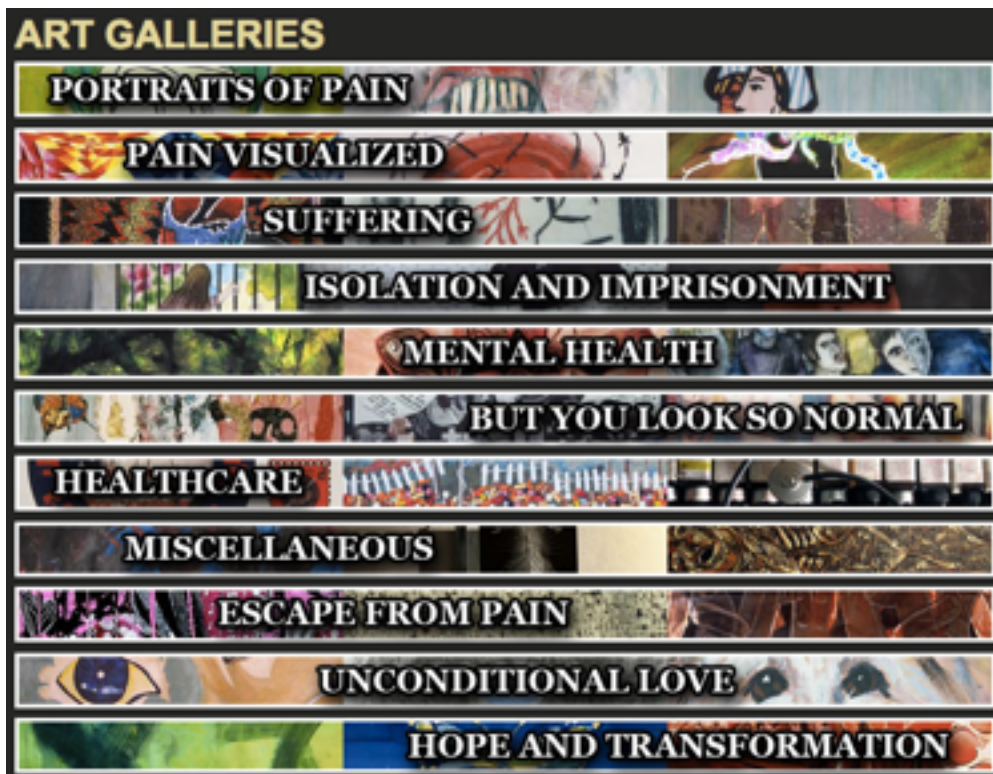 ART GALLERIES
PORTRAITS OF PAIN
PAIN VISUALIZED
SUFFERING
ISOLATION AND IMPRISONMENT
MENTAL HEALTH
BUT YOU LOOK SO NORMAL
HEALTHCARE
MISCELLANEOUS
ESCAPE FROM PAIN
UNCONDITIONAL LOVE
HOPE AND TRANSFORMATION